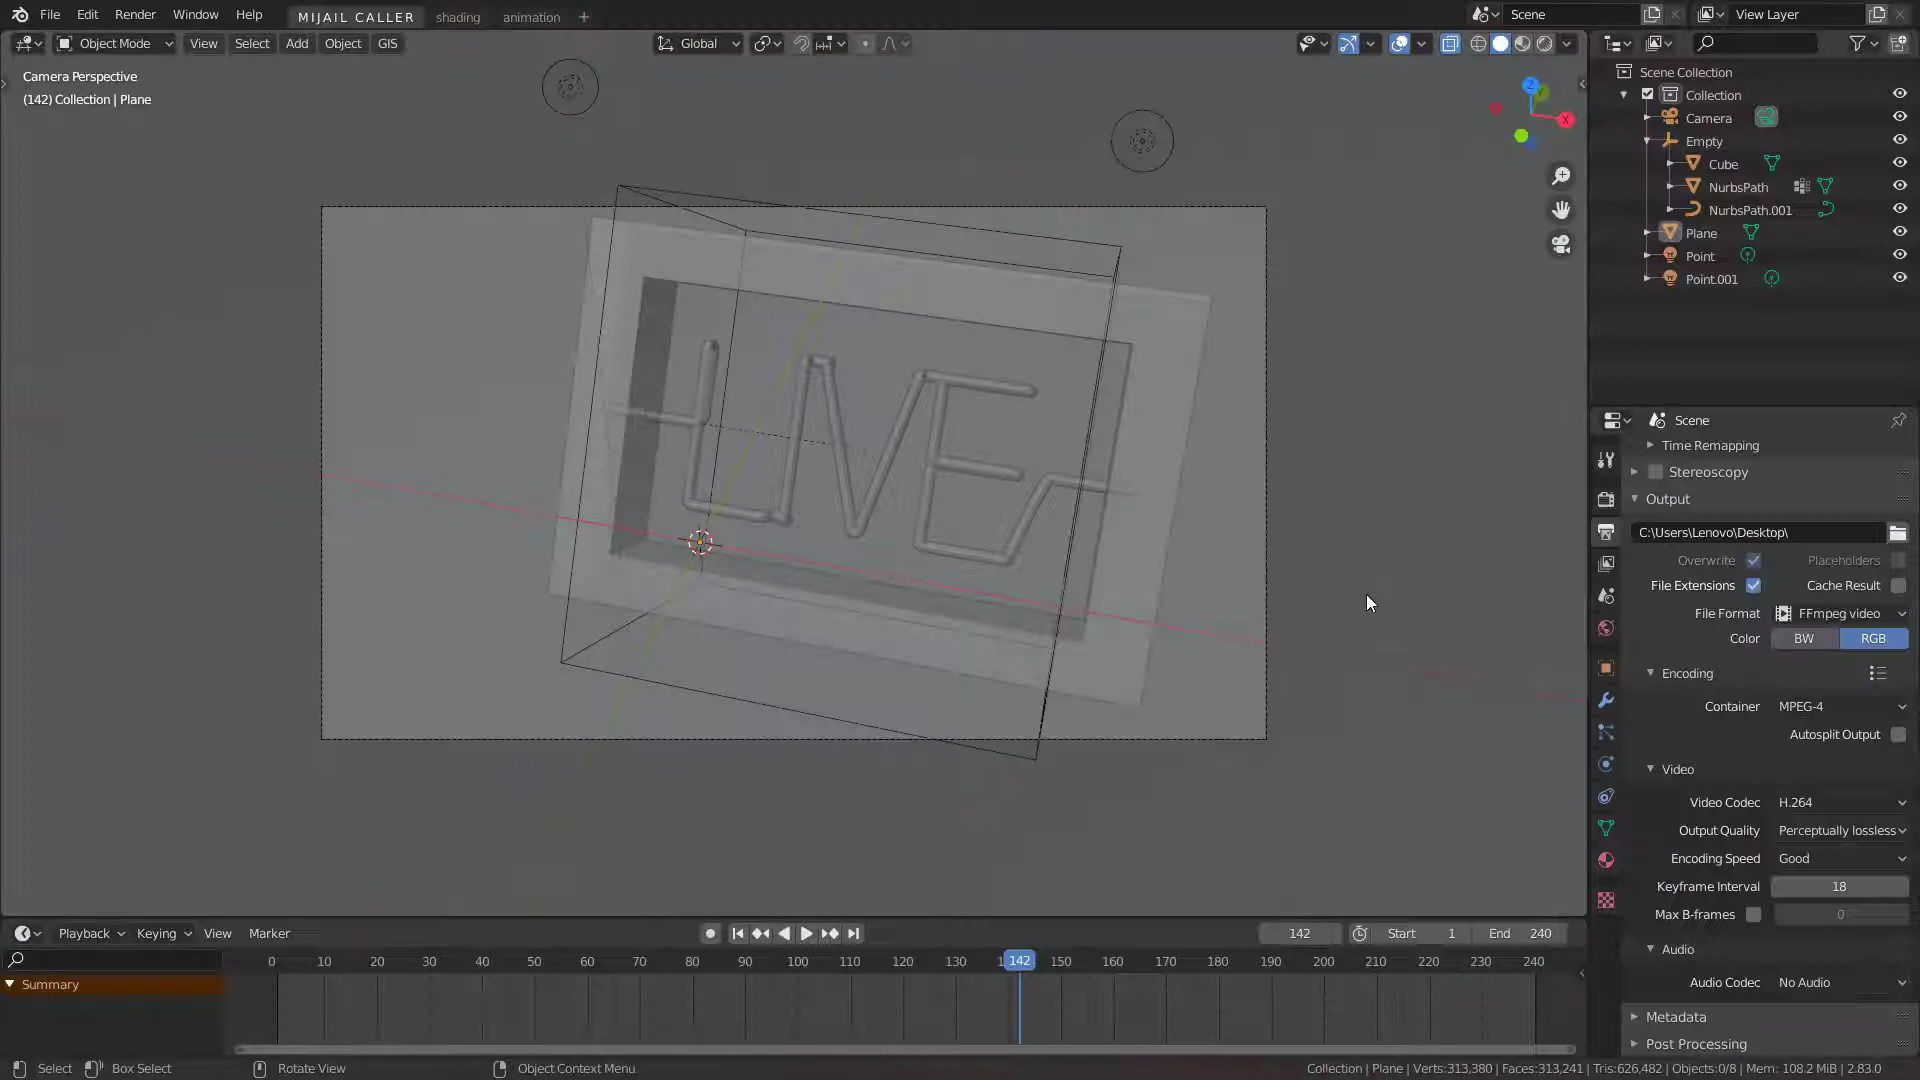 File Edit Render Window Help MIJAIL CALLER shading animation + Scene View Layer
Object Mode View Select Add Object GIS Global
Camera Perspective
(142) Collection | Plane
Z
X
LIVE
Scene Collection
Collection
Camera
Empty
Cube
NurbsPath
NurbsPath.001
Plane
Point
Point.001
Scene
Time Remapping
Stereoscopy
Output
C:\Users\Lenovo\Desktop\
Overwrite Placeholders
File Extensions Cache Result
File Format FFmpeg video
Color BW RGB
Encoding
Container MPEG-4
Autosplit Output
Video
Video Codec H.264
Output Quality Perceptually lossless
Encoding Speed Good
Keyframe Interval 18
Max B-frames 0
Audio
Audio Codec No Audio
Metadata
Post Processing
Playback Keying View Marker 142 Start 1 End 240
0 10 20 30 40 50 60 70 80 90 100 110 120 130 142 150 160 170 180 190 200 210 220 230 240
Summary
Select Box Select Rotate View Object Context Menu Collection | Plane | Verts:313,380 | Faces:313,241 | Tris:626,482 | Objects:0/8 | Mem: 108.2 MiB | 2.83.0